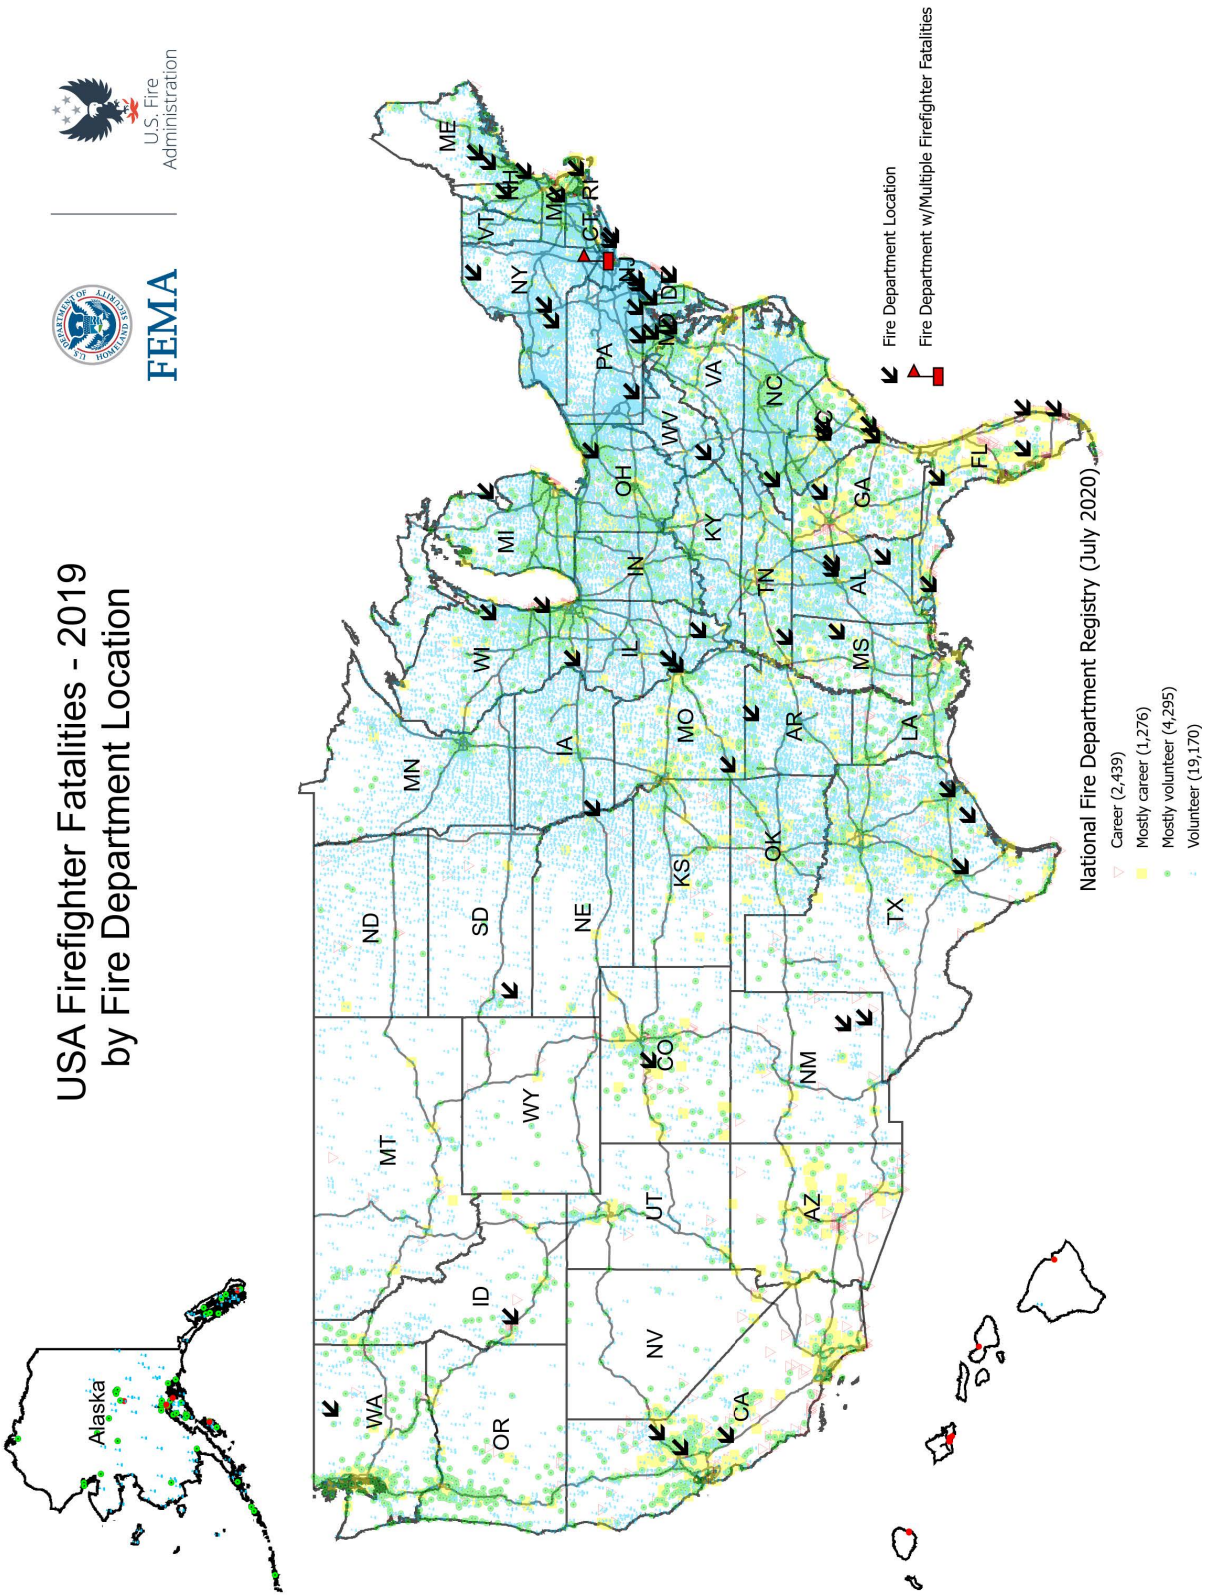 USA Firefighter Fatalities - 2019
by Fire Department Location
U.S. DEPARTMENT OF HOMELAND SECURITY
FEMA
U.S. Fire
Administration
Alaska
WA
OR
CA
NV
ID
UT
AZ
MT
WY
CO
NM
ND
SD
NE
KS
OK
TX
MN
IA
MO
AR
LA
WI
IL
MS
MI
IN
KY
TN
AL
OH
WV
GA
FL
PA
VA
NC
NY
VT
ME
CT
RI
NJ
MD
Fire Department Location
Fire Department w/Multiple Firefighter Fatalities
National Fire Department Registry (July 2020)
Career (2,439)
Mostly career (1,276)
Mostly volunteer (4,295)
Volunteer (19,170)